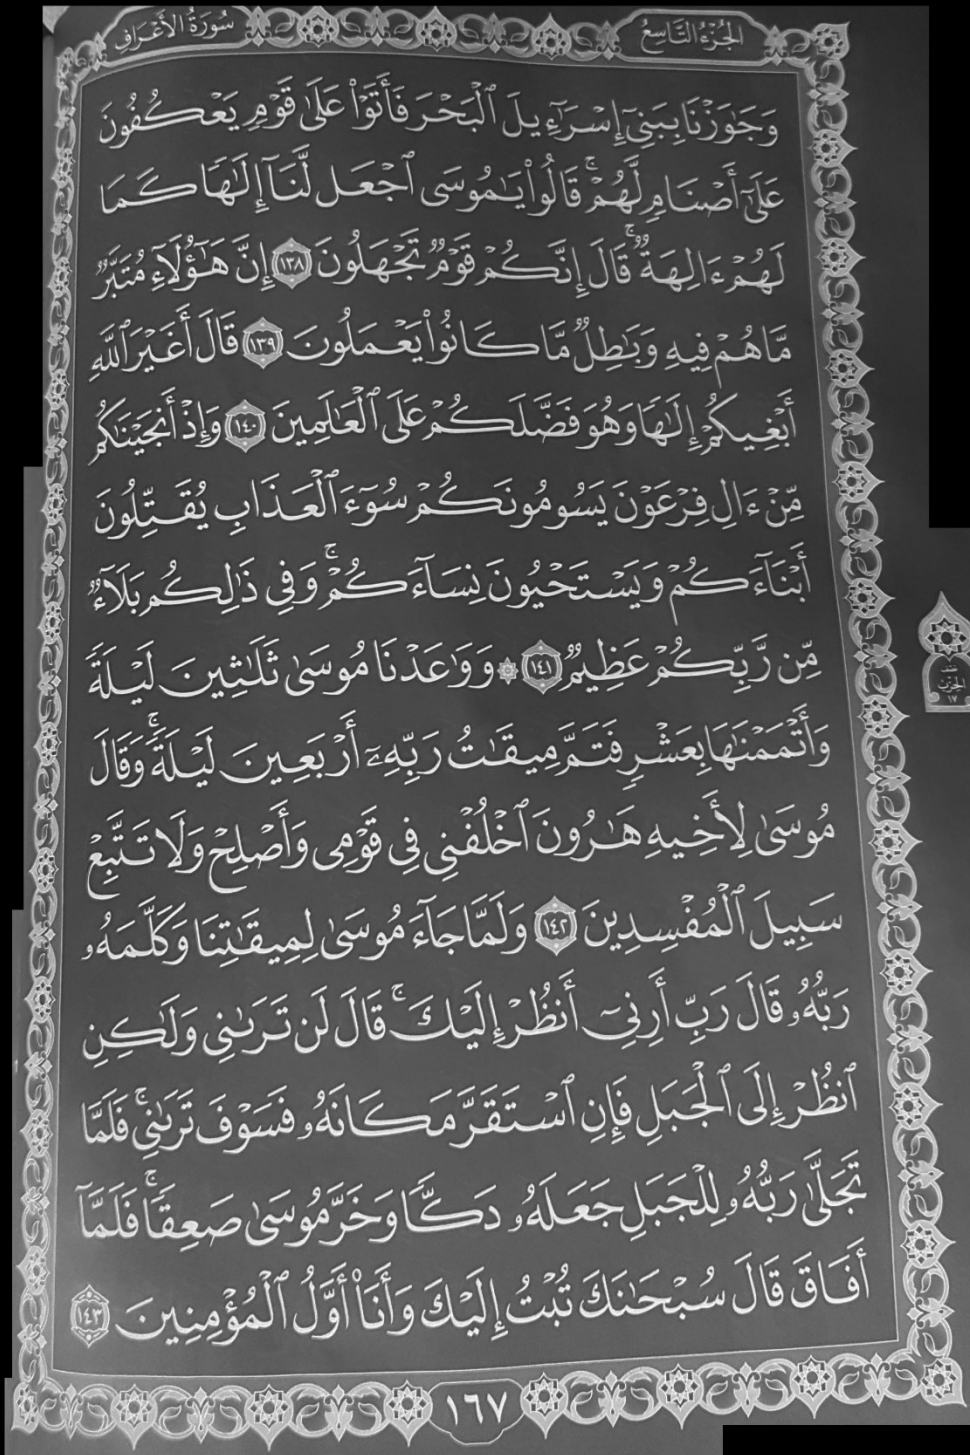 الجزء التاسع
سورة الأعراف
وَجَٰوَزْنَا بِبَنِىٓ إِسْرَٰٓءِيلَ ٱلْبَحْرَ فَأَتَوْا۟ عَلَىٰ قَوْمٍ يَعْكُفُونَ
عَلَىٰٓ أَصْنَامٍ لَّهُمْ ۚ قَالُوا۟ يَٰمُوسَى ٱجْعَل لَّنَآ إِلَٰهًا كَمَا
لَهُمْ ءَالِهَةٌ ۚ قَالَ إِنَّكُمْ قَوْمٌ تَجْهَلُونَ ١٣٨ إِنَّ هَٰٓؤُلَآءِ مُتَبَّرٌ
مَّا هُمْ فِيهِ وَبَٰطِلٌ مَّا كَانُوا۟ يَعْمَلُونَ ١٣٩ قَالَ أَغَيْرَ ٱللَّهِ
أَبْغِيكُمْ إِلَٰهًا وَهُوَ فَضَّلَكُمْ عَلَى ٱلْعَٰلَمِينَ ١٤٠ وَإِذْ أَنجَيْنَٰكُم
مِّنْ ءَالِ فِرْعَوْنَ يَسُومُونَكُمْ سُوٓءَ ٱلْعَذَابِ يُقَتِّلُونَ
أَبْنَآءَكُمْ وَيَسْتَحْيُونَ نِسَآءَكُمْ ۚ وَفِى ذَٰلِكُم بَلَآءٌ
مِّن رَّبِّكُمْ عَظِيمٌ ١٤١ ۞ وَوَٰعَدْنَا مُوسَىٰ ثَلَٰثِينَ لَيْلَةً
وَأَتْمَمْنَٰهَا بِعَشْرٍ فَتَمَّ مِيقَٰتُ رَبِّهِۦٓ أَرْبَعِينَ لَيْلَةً ۚ وَقَالَ
مُوسَىٰ لِأَخِيهِ هَٰرُونَ ٱخْلُفْنِى فِى قَوْمِى وَأَصْلِحْ وَلَا تَتَّبِعْ
سَبِيلَ ٱلْمُفْسِدِينَ ١٤٢ وَلَمَّا جَآءَ مُوسَىٰ لِمِيقَٰتِنَا وَكَلَّمَهُۥ
رَبُّهُۥ قَالَ رَبِّ أَرِنِىٓ أَنظُرْ إِلَيْكَ ۚ قَالَ لَن تَرَىٰنِى وَلَٰكِنِ
ٱنظُرْ إِلَى ٱلْجَبَلِ فَإِنِ ٱسْتَقَرَّ مَكَانَهُۥ فَسَوْفَ تَرَىٰنِى ۚ فَلَمَّا
تَجَلَّىٰ رَبُّهُۥ لِلْجَبَلِ جَعَلَهُۥ دَكًّا وَخَرَّ مُوسَىٰ صَعِقًا ۚ فَلَمَّآ
أَفَاقَ قَالَ سُبْحَٰنَكَ تُبْتُ إِلَيْكَ وَأَنَا۠ أَوَّلُ ٱلْمُؤْمِنِينَ ١٤٣
نصف
الحزب
١٧
١٦٧